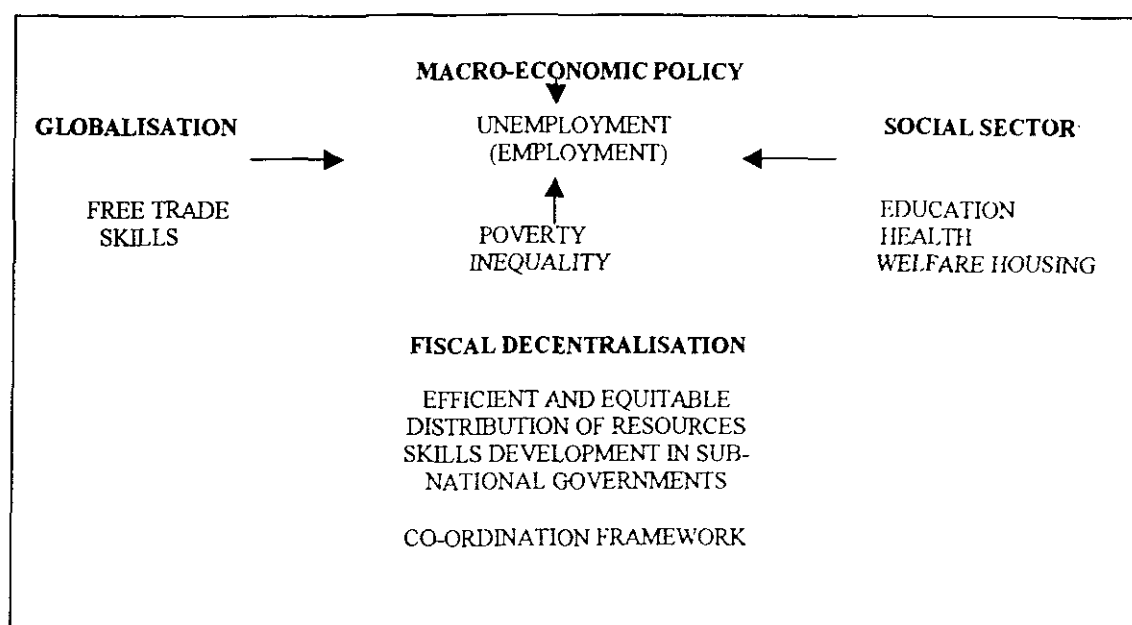 MACRO-ECONOMIC POLICY
GLOBALISATION
UNEMPLOYMENT
(EMPLOYMENT)
SOCIAL SECTOR
FREE TRADE
SKILLS
POVERTY
INEQUALITY
EDUCATION
HEALTH
WELFARE HOUSING
FISCAL DECENTRALISATION
EFFICIENT AND EQUITABLE
DISTRIBUTION OF RESOURCES
SKILLS DEVELOPMENT IN SUB-
NATIONAL GOVERNMENTS
CO-ORDINATION FRAMEWORK